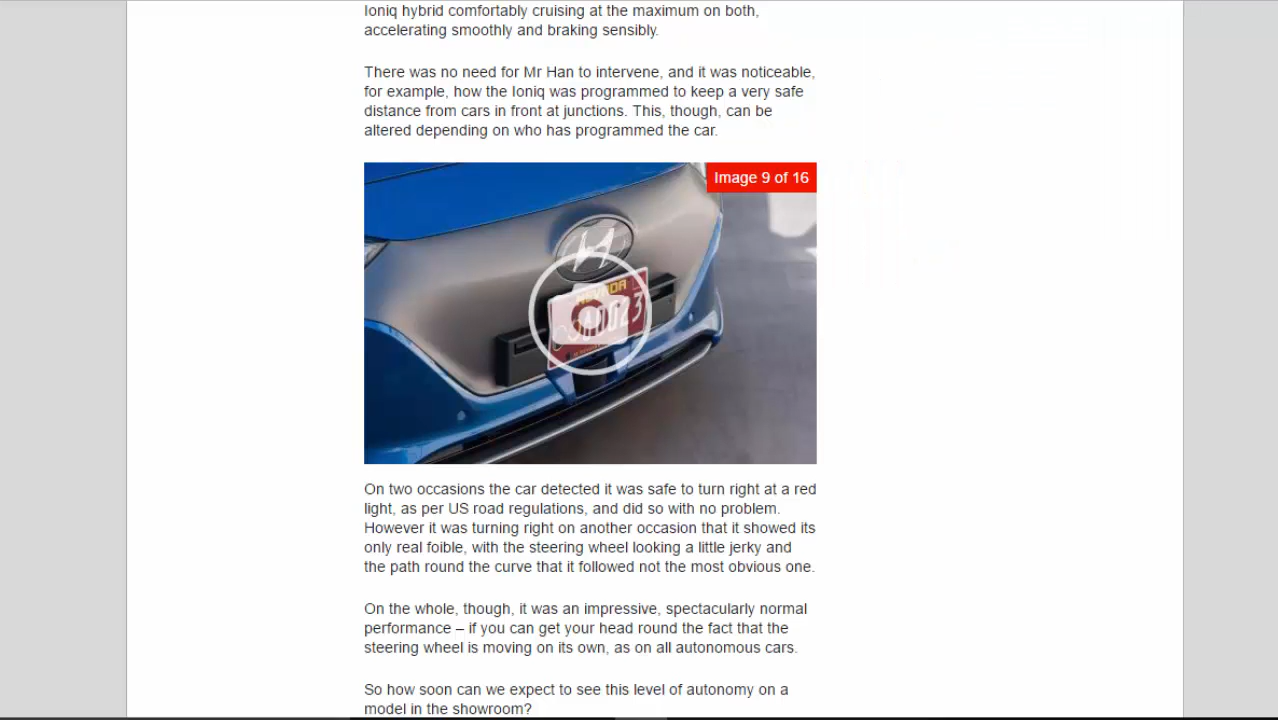 Ioniq hybrid comfortably cruising at the maximum on both,
accelerating smoothly and braking sensibly.
There was no need for Mr Han to intervene, and it was noticeable,
for example, how the Ioniq was programmed to keep a very safe
distance from cars in front at junctions. This, though, can be
altered depending on who has programmed the car.
Image 9 of 16
NEVADA
On two occasions the car detected it was safe to turn right at a red
light, as per US road regulations, and did so with no problem.
However it was turning right on another occasion that it showed its
only real foible, with the steering wheel looking a little jerky and
the path round the curve that it followed not the most obvious one.
On the whole, though, it was an impressive, spectacularly normal
performance – if you can get your head round the fact that the
steering wheel is moving on its own, as on all autonomous cars.
So how soon can we expect to see this level of autonomy on a
model in the showroom?